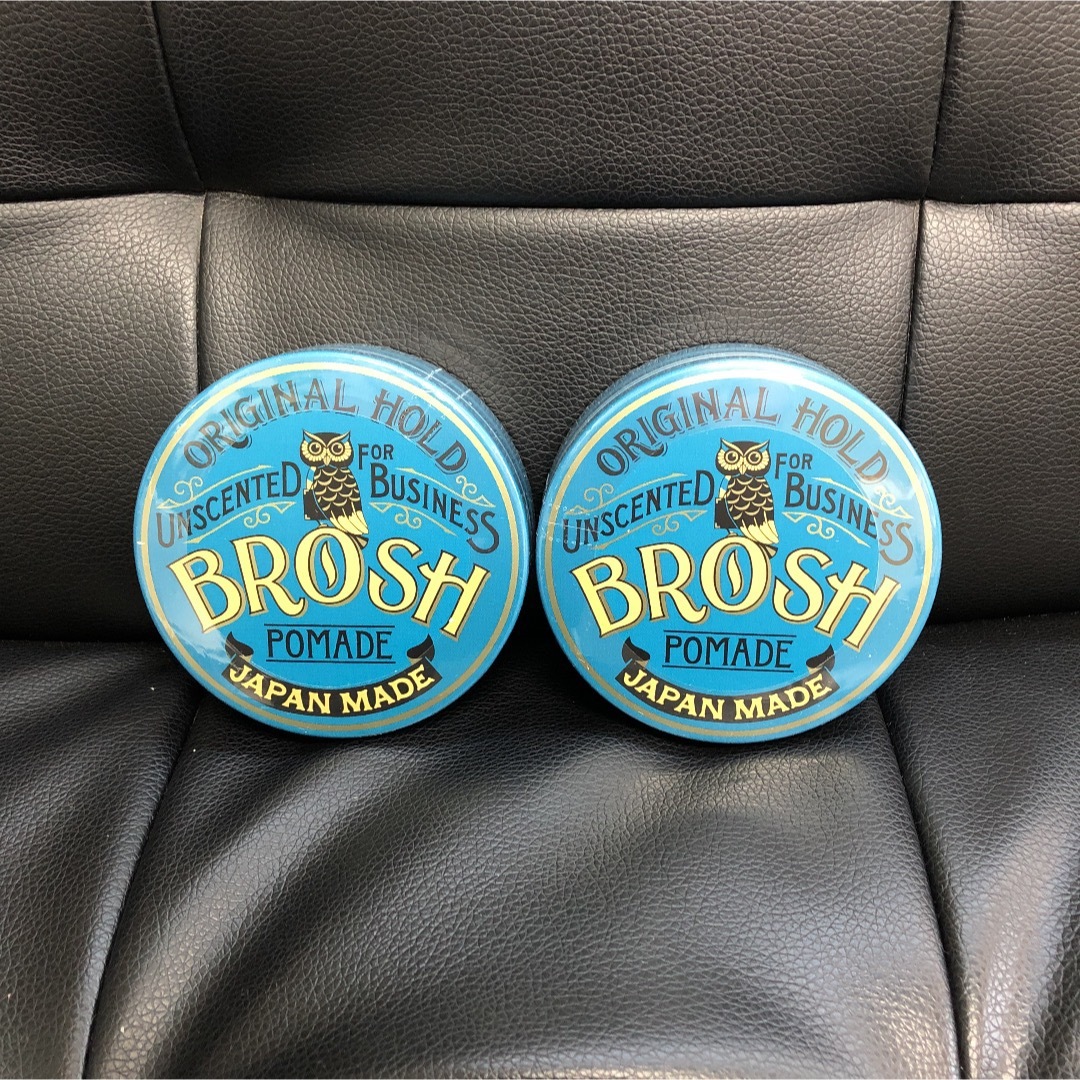 ORIGINAL HOLD
UNSCENTED FOR BUSINESS
BROSH
POMADE
JAPAN MADE
ORIGINAL HOLD
UNSCENTED FOR BUSINESS
BROSH
POMADE
JAPAN MADE